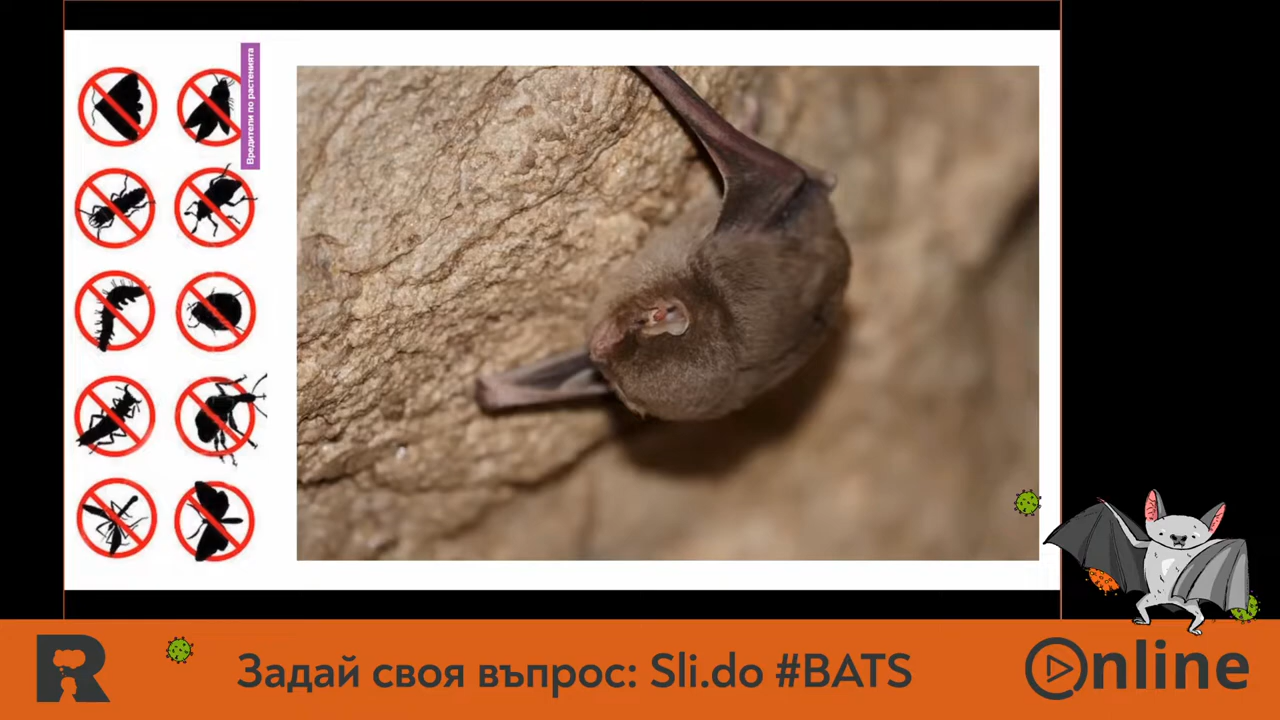 Вредители по растенията
Задай своя въпрос: Sli.do #BATS
R
Online